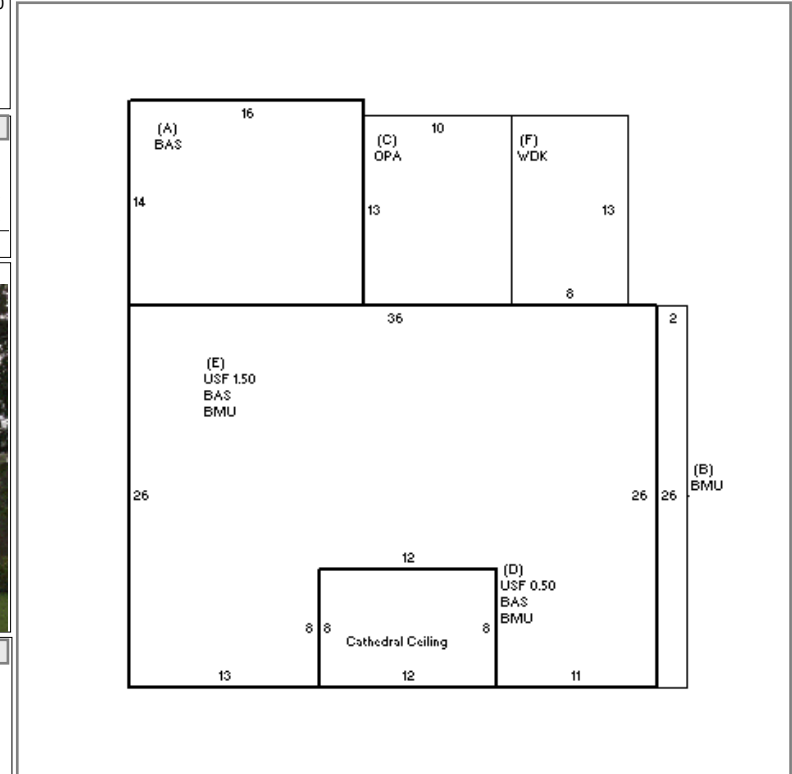 16
(A)
BAS
14
10
(C)
OPA
13
(F)
WDK
13
8
36
2
(E)
USF 1.50
BAS
BMU
26
26
26
(B)
BMU
12
(D)
USF 0.50
BAS
BMU
8
8
8
Cathedral Ceiling
13
12
11